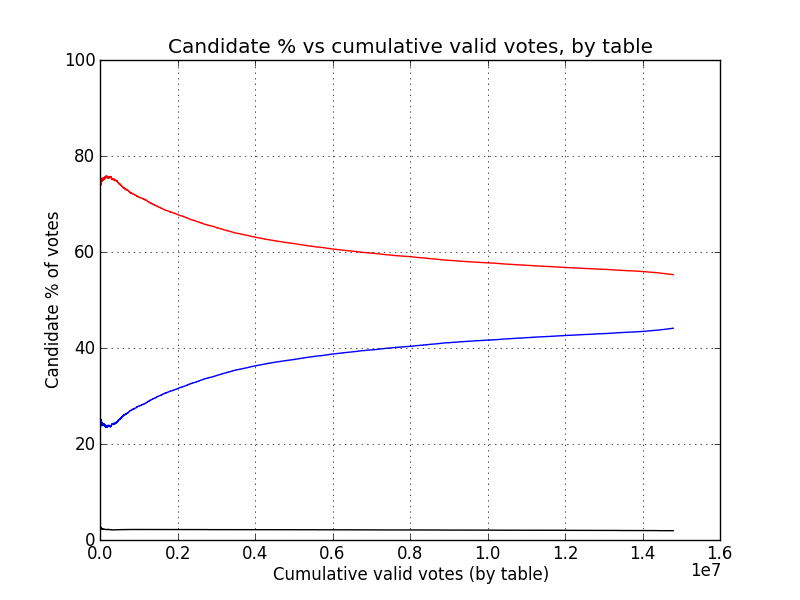 Candidate % vs cumulative valid votes, by table
100
80
60
40
20
0
Candidate % of votes
0.0 0.2 0.4 0.6 0.8 1.0 1.2 1.4 1.6
1e7
Cumulative valid votes (by table)